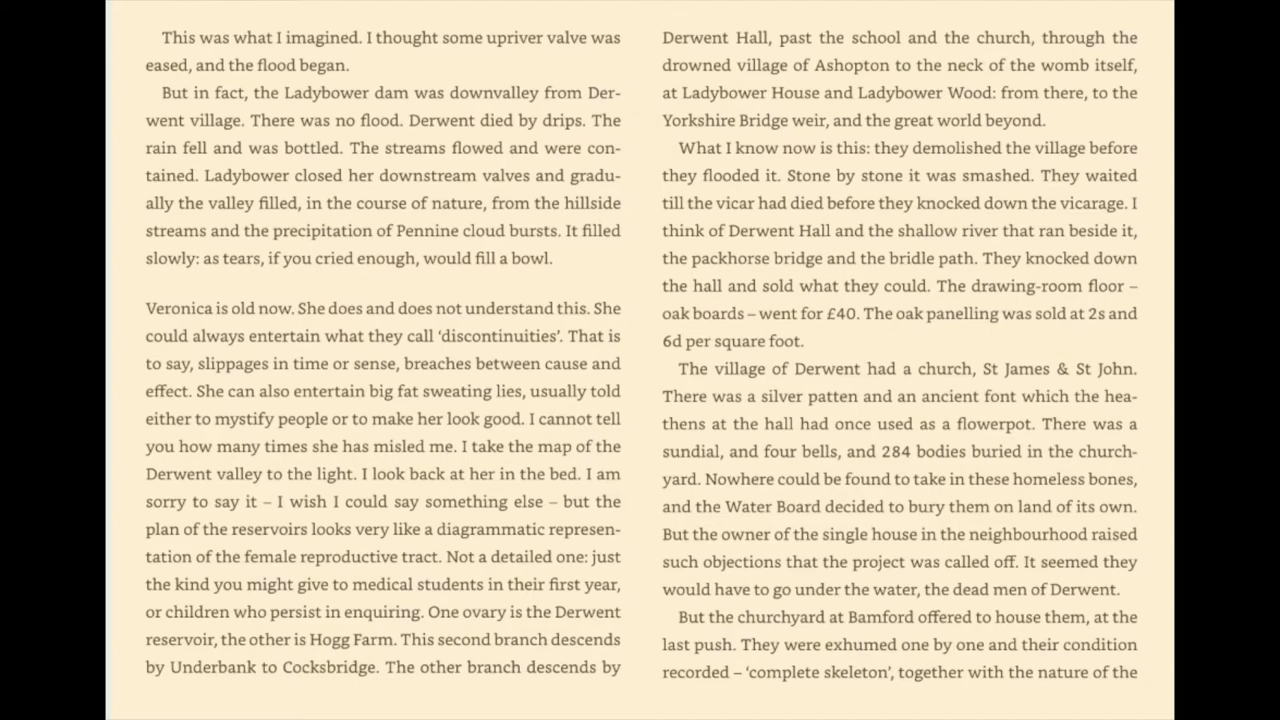 This was what I imagined. I thought some upriver valve was
eased, and the flood began.
But in fact, the Ladybower dam was downvalley from Der-
went village. There was no flood. Derwent died by drips. The
rain fell and was bottled. The streams flowed and were con-
tained. Ladybower closed her downstream valves and gradu-
ally the valley filled, in the course of nature, from the hillside
streams and the precipitation of Pennine cloud bursts. It filled
slowly: as tears, if you cried enough, would fill a bowl.
Veronica is old now. She does and does not understand this. She
could always entertain what they call ‘discontinuities’. That is
to say, slippages in time or sense, breaches between cause and
effect. She can also entertain big fat sweating lies, usually told
either to mystify people or to make her look good. I cannot tell
you how many times she has misled me. I take the map of the
Derwent valley to the light. I look back at her in the bed. I am
sorry to say it – I wish I could say something else – but the
plan of the reservoirs looks very like a diagrammatic represen-
tation of the female reproductive tract. Not a detailed one: just
the kind you might give to medical students in their first year,
or children who persist in enquiring. One ovary is the Derwent
reservoir, the other is Hogg Farm. This second branch descends
by Underbank to Cocksbridge. The other branch descends by
Derwent Hall, past the school and the church, through the
drowned village of Ashopton to the neck of the womb itself,
at Ladybower House and Ladybower Wood: from there, to the
Yorkshire Bridge weir, and the great world beyond.
What I know now is this: they demolished the village before
they flooded it. Stone by stone it was smashed. They waited
till the vicar had died before they knocked down the vicarage. I
think of Derwent Hall and the shallow river that ran beside it,
the packhorse bridge and the bridle path. They knocked down
the hall and sold what they could. The drawing-room floor –
oak boards – went for £40. The oak panelling was sold at 2s and
6d per square foot.
The village of Derwent had a church, St James & St John.
There was a silver patten and an ancient font which the hea-
thens at the hall had once used as a flowerpot. There was a
sundial, and four bells, and 284 bodies buried in the church-
yard. Nowhere could be found to take in these homeless bones,
and the Water Board decided to bury them on land of its own.
But the owner of the single house in the neighbourhood raised
such objections that the project was called off. It seemed they
would have to go under the water, the dead men of Derwent.
But the churchyard at Bamford offered to house them, at the
last push. They were exhumed one by one and their condition
recorded – ‘complete skeleton’, together with the nature of the